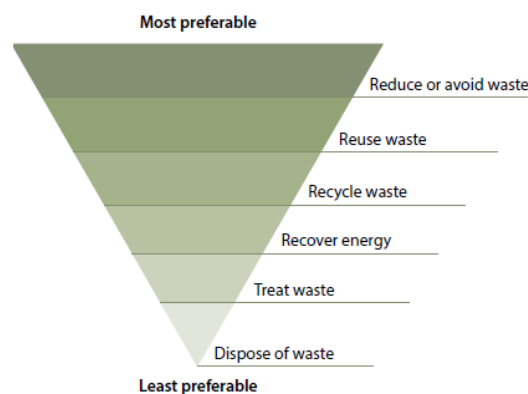 Most preferable
Reduce or avoid waste
Reuse waste
Recycle waste
Recover energy
Treat waste
Dispose of waste
Least preferable